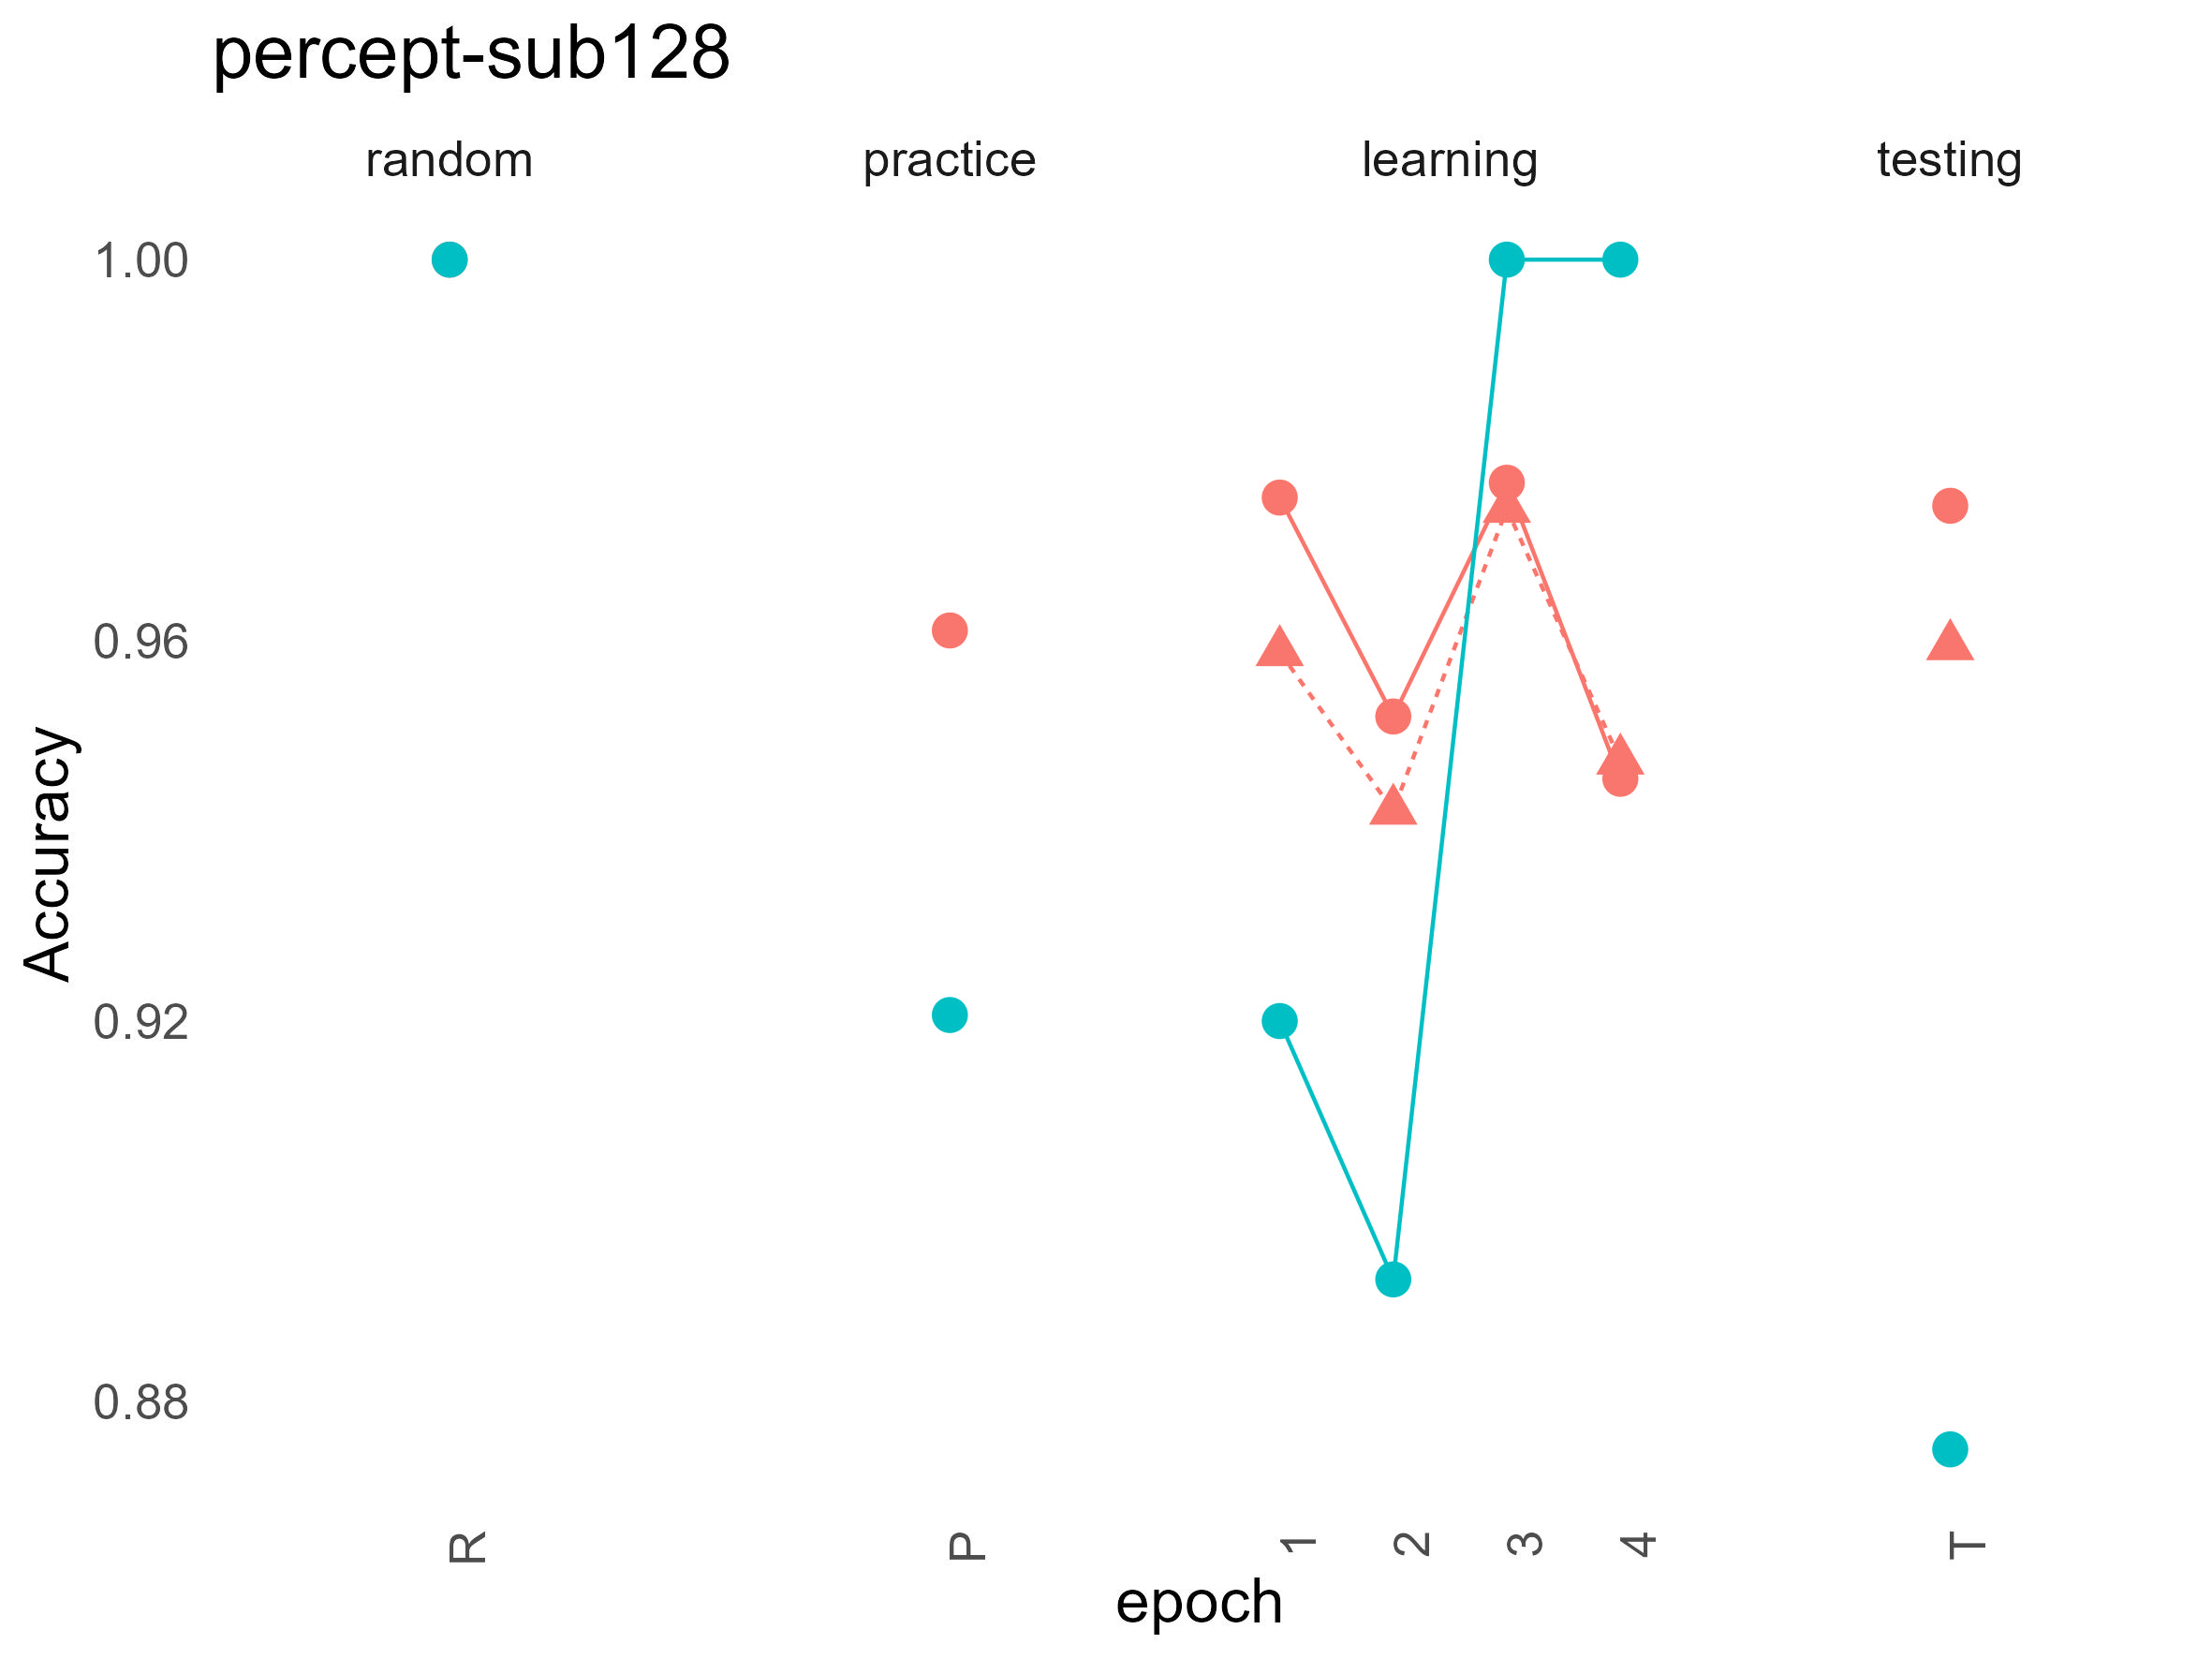 percept-sub128
random practice learning testing
1.00
0.96
0.92
0.88
Accuracy
R P 1 2 3 4 T
epoch